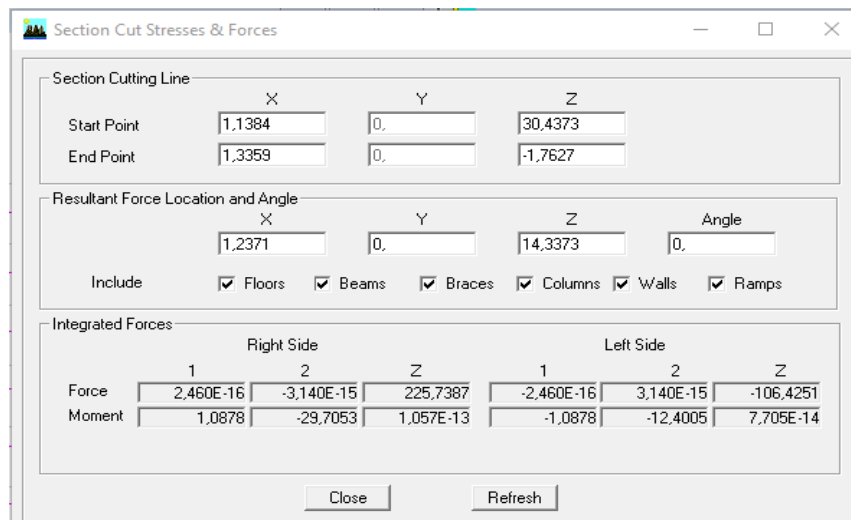 Section Cut Stresses & Forces
Section Cutting Line
X Y Z
Start Point 1,1384 0, 30,4373
End Point 1,3359 0, -1,7627
Resultant Force Location and Angle
X Y Z Angle
1,2371 0, 14,3373 0,
Include Floors Beams Braces Columns Walls Ramps
Integrated Forces
Right Side Left Side
1 2 Z 1 2 Z
Force 2,460E-16 -3,140E-15 225,7387 -2,460E-16 3,140E-15 -106,4251
Moment 1,0878 -29,7053 1,057E-13 -1,0878 -12,4005 7,705E-14
Close Refresh